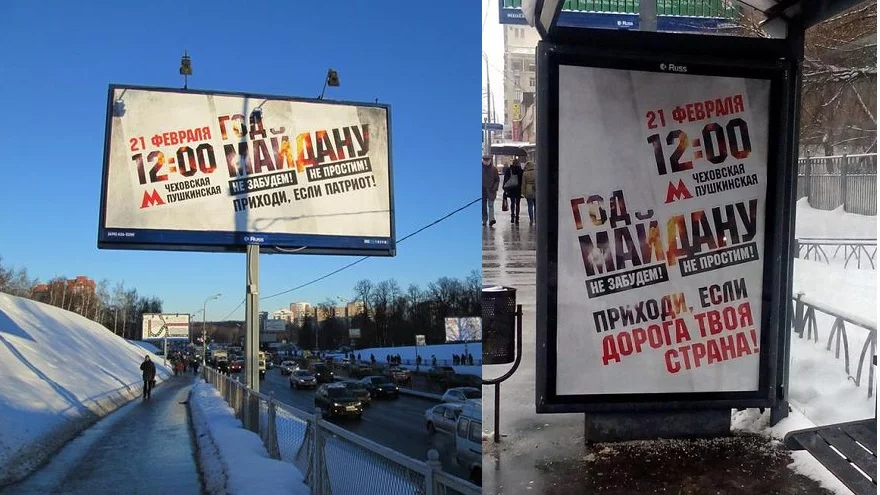 21 ФЕВРАЛЯ
12:00
М ЧЕХОВСКАЯ
ПУШКИНСКАЯ
ГОД
МАЙДАНУ
НЕ ЗАБУДЕМ! НЕ ПРОСТИМ!
ПРИХОДИ, ЕСЛИ ПАТРИОТ!
Russ
Russ
21 ФЕВРАЛЯ
12:00
М ЧЕХОВСКАЯ
ПУШКИНСКАЯ
ГОД
МАЙДАНУ
НЕ ЗАБУДЕМ! НЕ ПРОСТИМ!
ПРИХОДИ, ЕСЛИ
ДОРОГА ТВОЯ
СТРАНА!